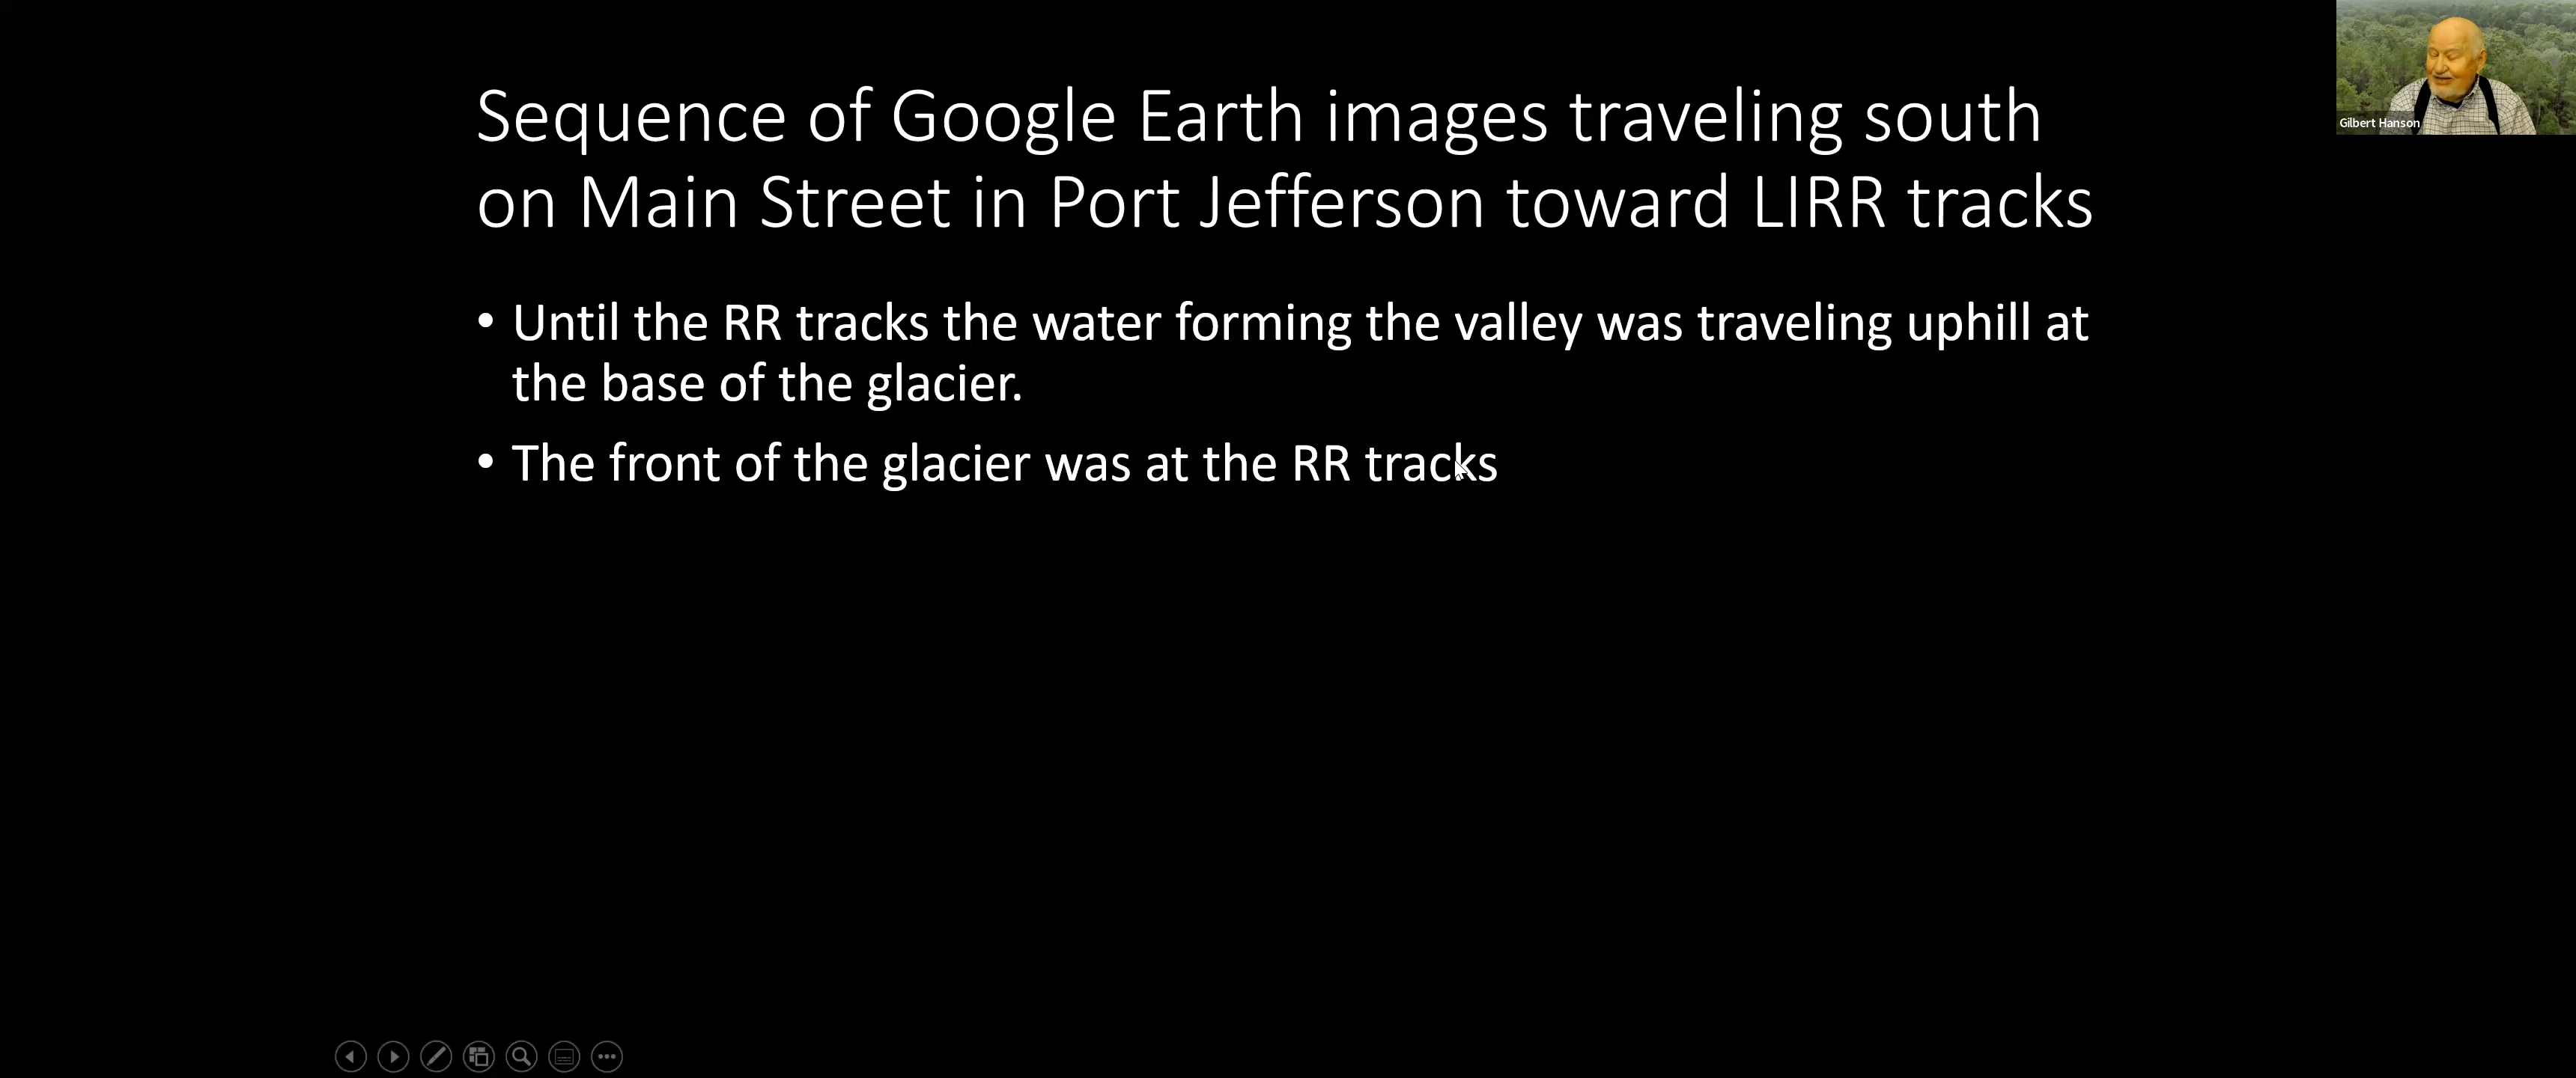 Sequence of Google Earth images traveling south
on Main Street in Port Jefferson toward LIRR tracks
• Until the RR tracks the water forming the valley was traveling uphill at
the base of the glacier.
• The front of the glacier was at the RR tracks
Gilbert Hanson